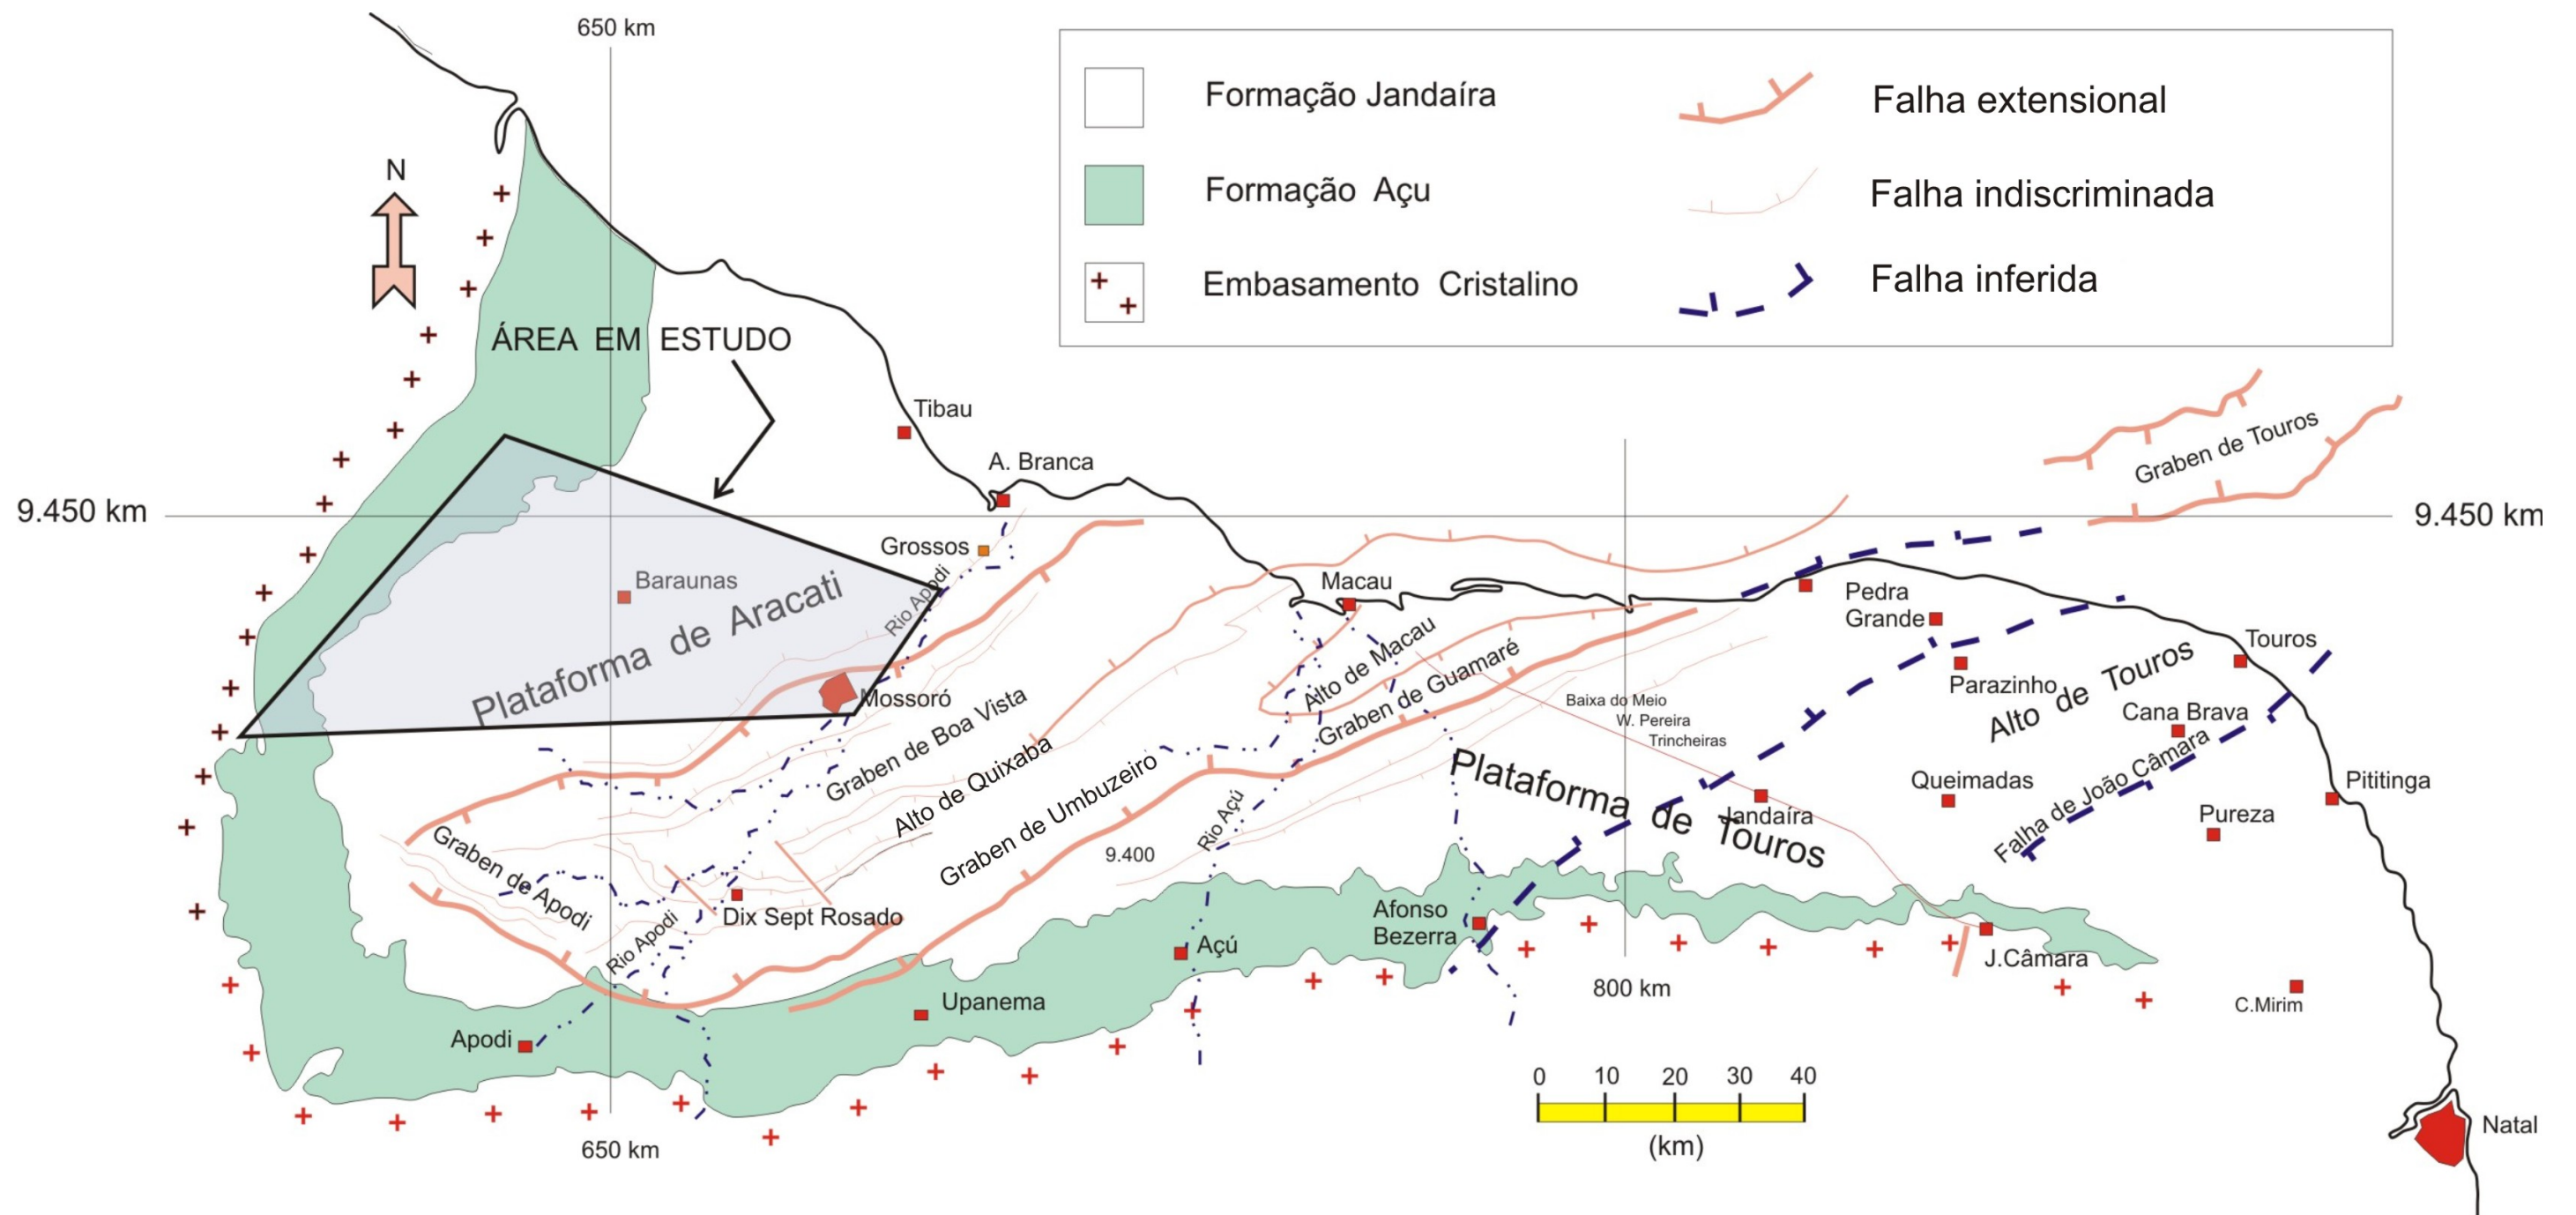 650 km
Formação Jandaíra
Falha extensional
N
Formação Açu
Falha indiscriminada
Embasamento Cristalino
Falha inferida
ÁREA EM ESTUDO
Tibau
A. Branca
Graben de Touros
9.450 km
9.450 km
Grossos
Baraunas
Macau
Pedra
Grande
Rio Apodi
Plataforma de Aracati
Alto de Macau
Touros
Mossoró
Graben de Guamaré
Parazinho
Alto de Touros
Baixa do Meio
W. Pereira
Trincheiras
Cana Brava
Graben de Boa Vista
Alto de Quixaba
Graben de Umbuzeiro
Plataforma de Touros
Queimadas
Falha de João Câmara
Pititinga
Jandaíra
Pureza
Rio Açú
9.400
Graben de Apodi
Dix Sept Rosado
Rio Apodi
Afonso
Bezerra
Açú
J.Câmara
800 km
Upanema
C.Mirim
Apodi
0 10 20 30 40
(km)
650 km
Natal